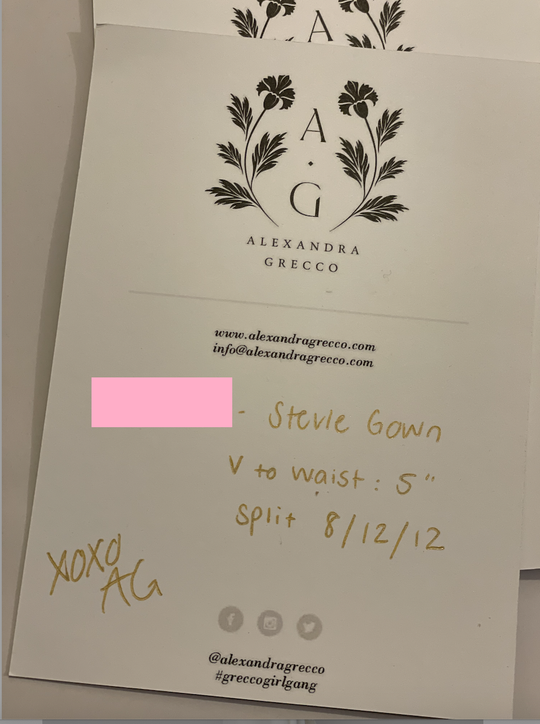 A
A
G
ALEXANDRA
GRECCO
www.alexandragrecco.com
info@alexandragrecco.com
- Stevie Gown
V to waist: 5"
split 8/12/12
XOXO
AG
@alexandragrecco
#greccogirlgang